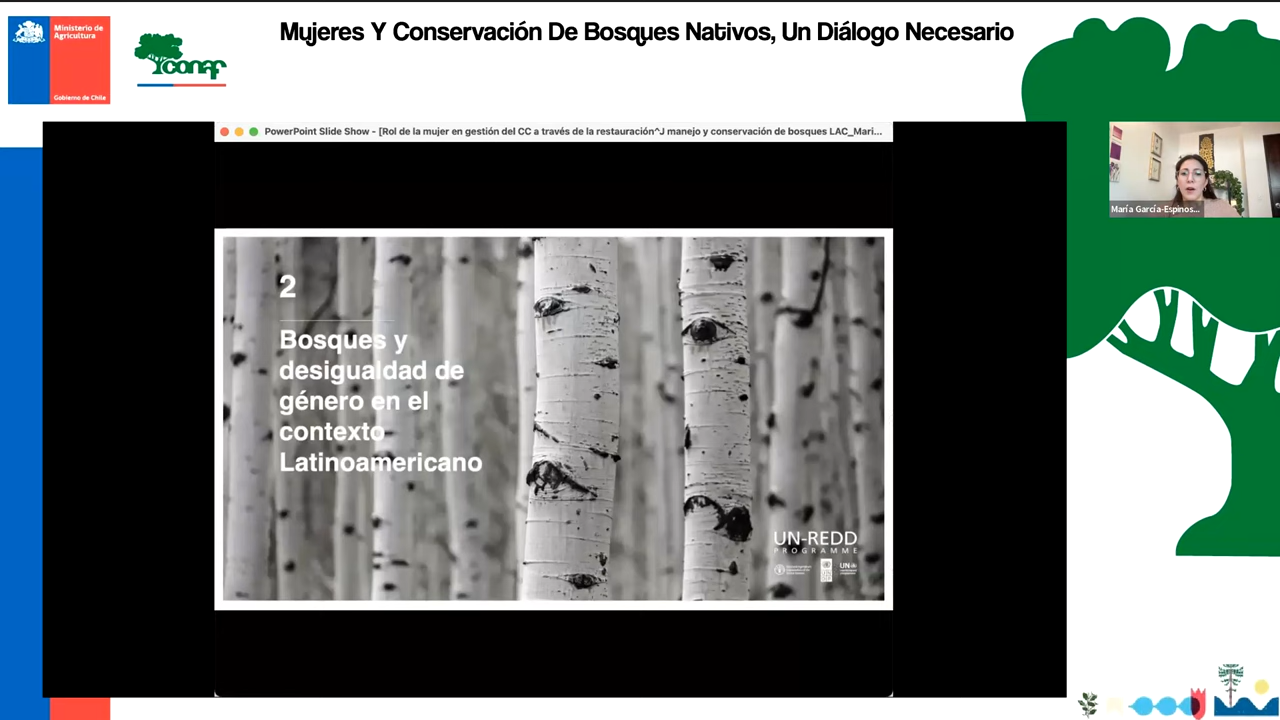 Mujeres Y Conservación De Bosques Nativos, Un Diálogo Necesario
Ministerio de
Agricultura
Gobierno de Chile
conaf
PowerPoint Slide Show - [Rol de la mujer en gestión del CC a través de la restauración^J manejo y conservación de bosques LAC_Mari...
María García-Espinos...
2
Bosques y
desigualdad de
género en el
contexto
Latinoamericano
UN-REDD
PROGRAMME
UN